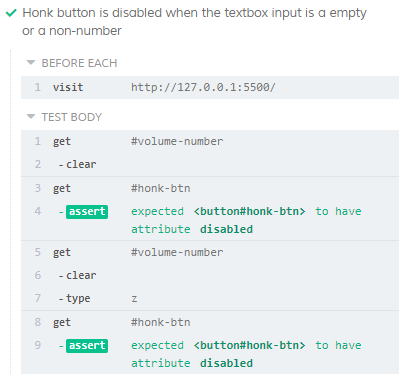 Honk button is disabled when the textbox input is a empty
or a non-number
BEFORE EACH
1 visit http://127.0.0.1:5500/
TEST BODY
1 get #volume-number
2 -clear
3 get #honk-btn
4 -assert expected <button#honk-btn> to have
attribute disabled
5 get #volume-number
6 -clear
7 -type z
8 get #honk-btn
9 -assert expected <button#honk-btn> to have
attribute disabled